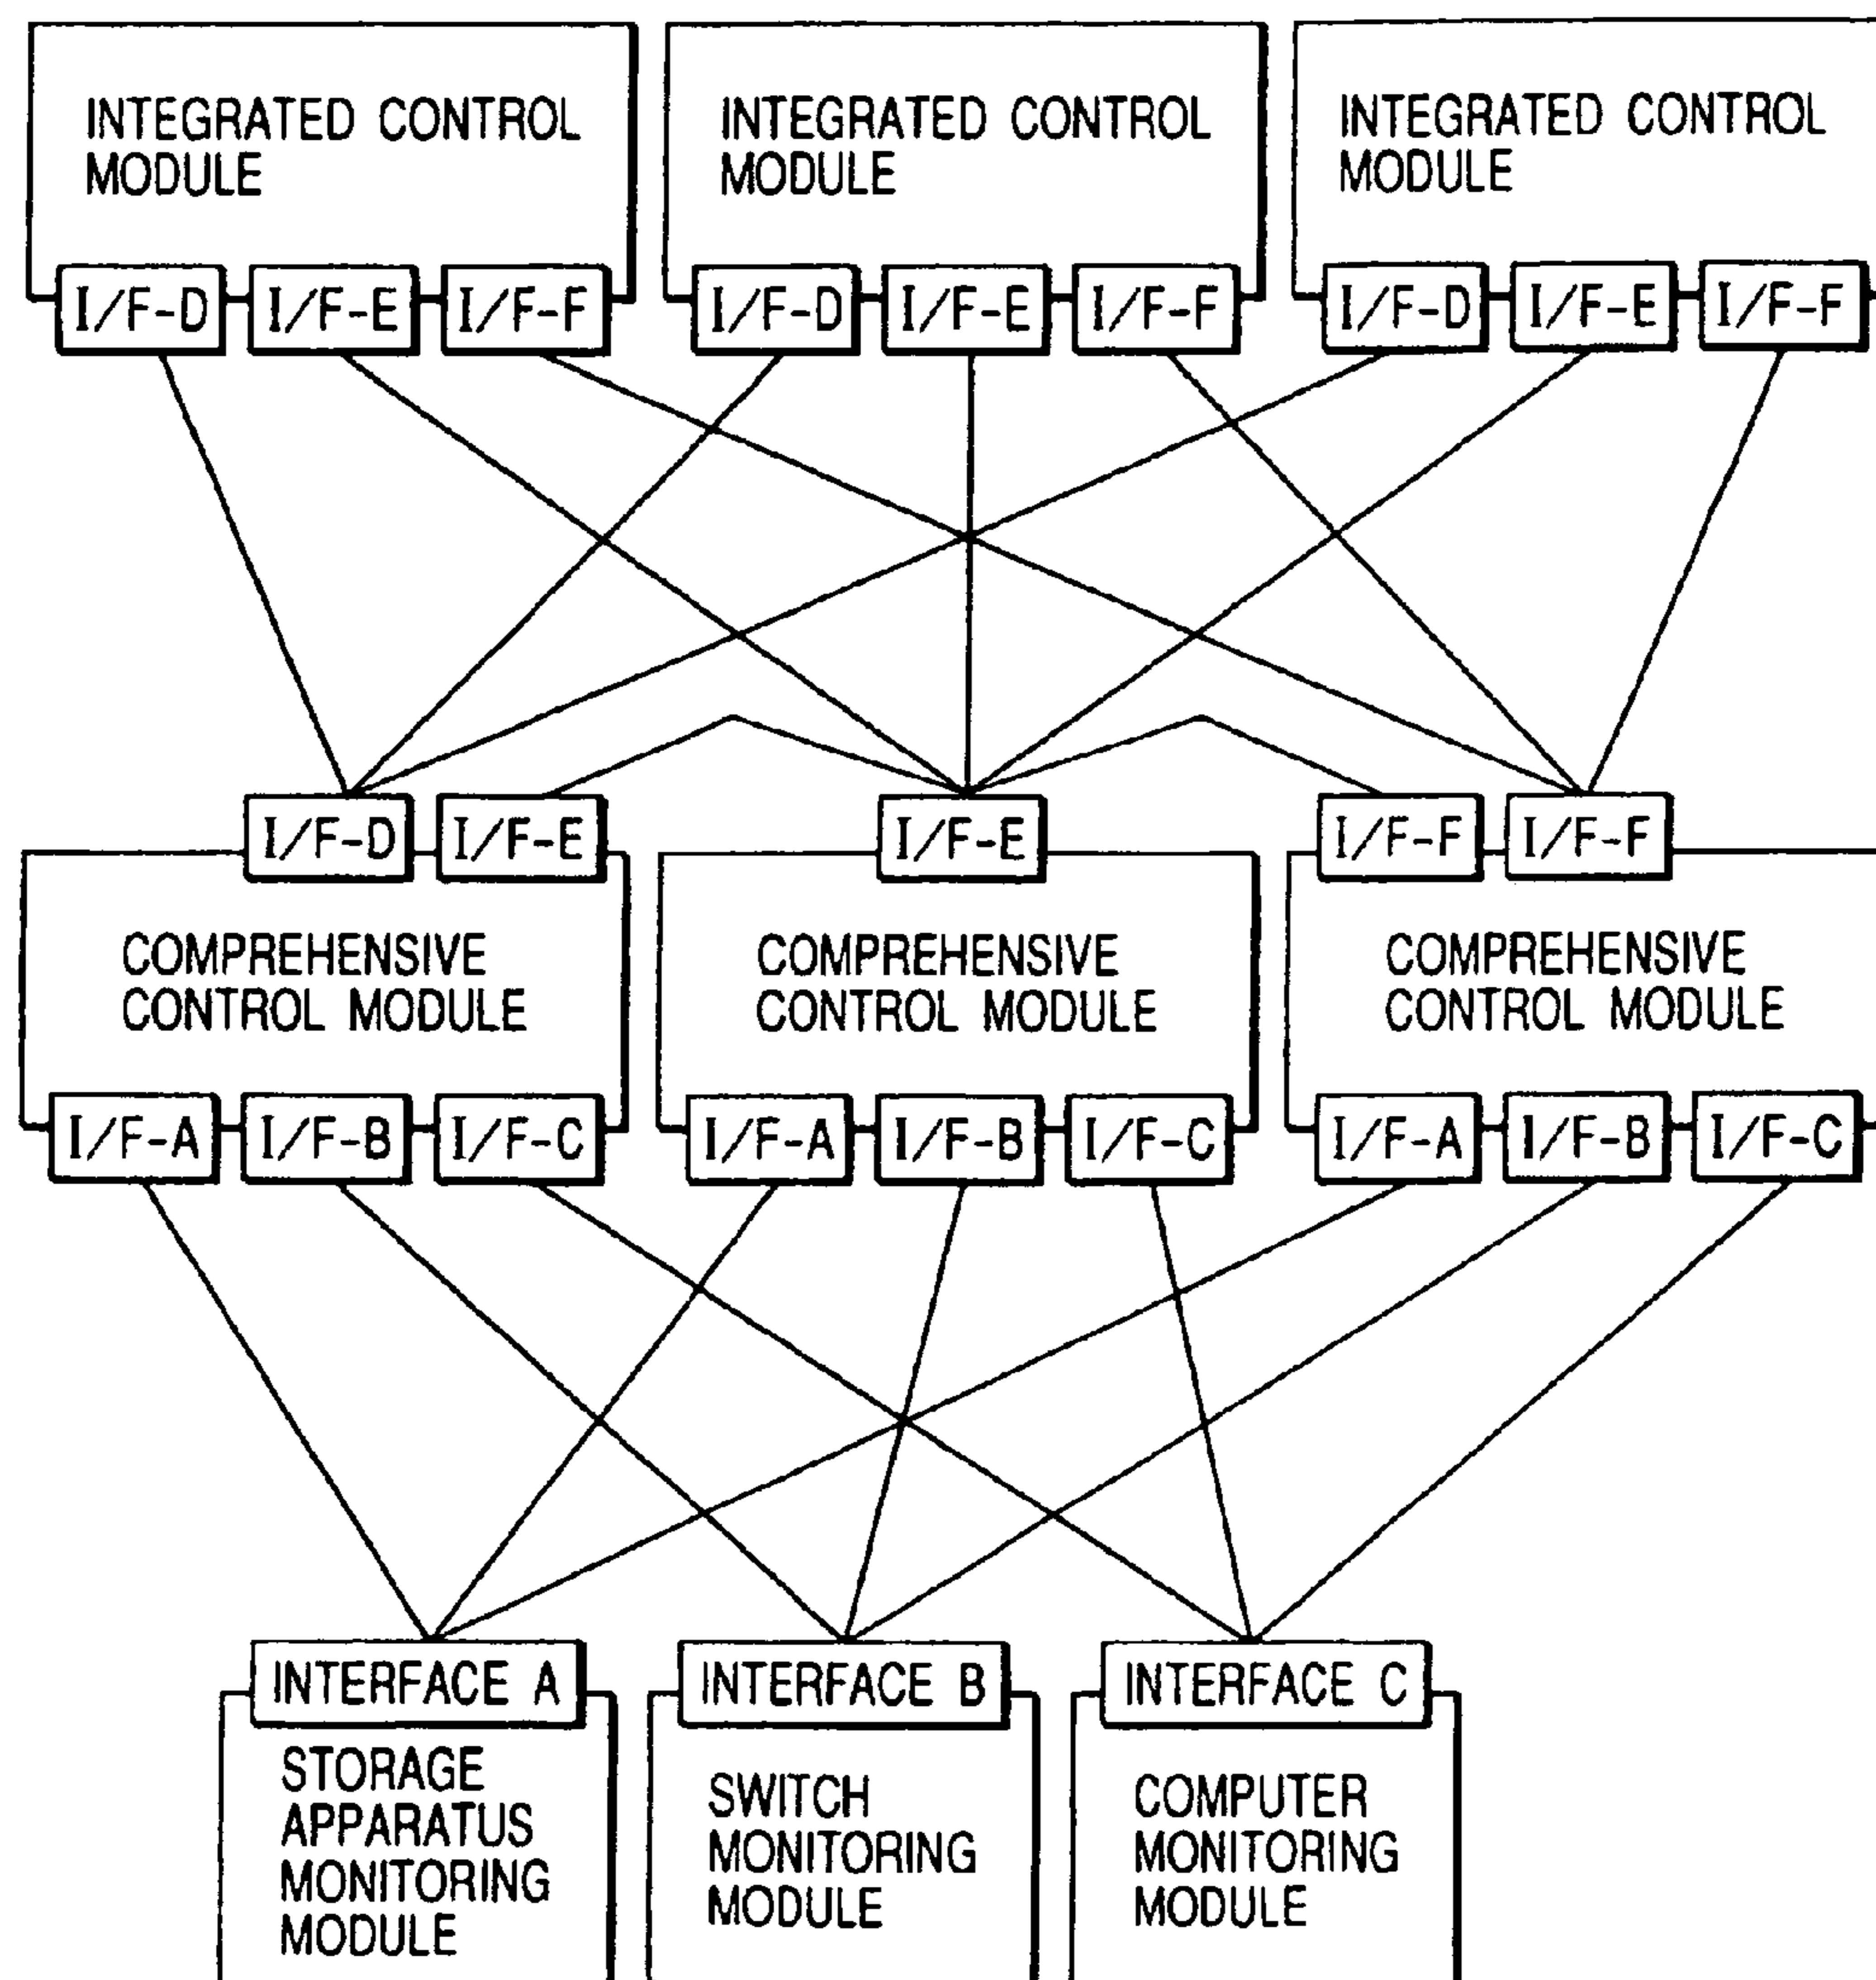 INTEGRATED CONTROL
MODULE
INTEGRATED CONTROL
MODULE
INTEGRATED CONTROL
MODULE
I/F-D
I/F-E
I/F-F
I/F-D
I/F-E
I/F-F
I/F-D
I/F-E
I/F-F
I/F-D
I/F-E
I/F-E
I/F-F
I/F-F
COMPREHENSIVE
CONTROL MODULE
COMPREHENSIVE
CONTROL MODULE
COMPREHENSIVE
CONTROL MODULE
I/F-A
I/F-B
I/F-C
I/F-A
I/F-B
I/F-C
I/F-A
I/F-B
I/F-C
INTERFACE A
INTERFACE B
INTERFACE C
STORAGE
APPARATUS
MONITORING
MODULE
SWITCH
MONITORING
MODULE
COMPUTER
MONITORING
MODULE